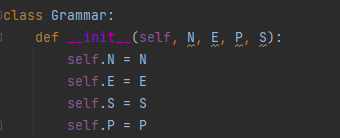 class Grammar:
    def __init__(self, N, E, P, S):
        self.N = N
        self.E = E
        self.S = S
        self.P = P